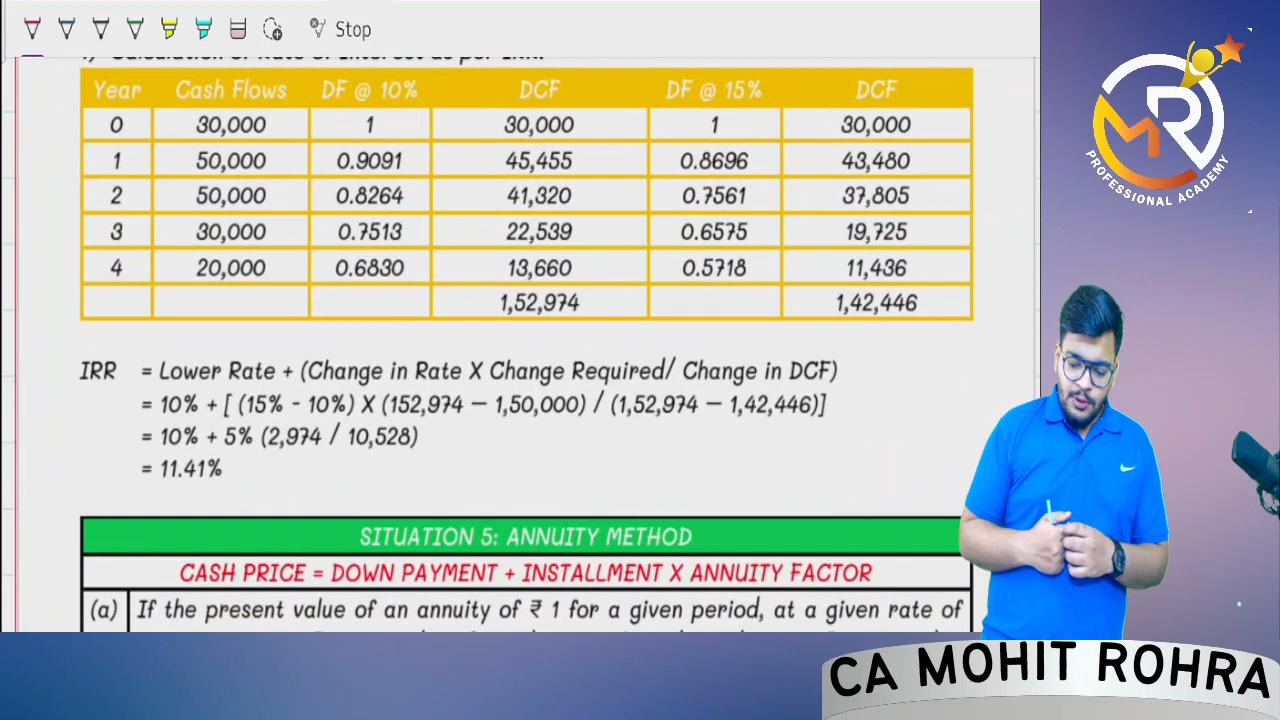 Stop
Year Cash Flows DF @ 10% DCF DF @ 15% DCF
0 30,000 1 30,000 1 30,000
1 50,000 0.9091 45,455 0.8696 43,480
2 50,000 0.8264 41,320 0.7561 37,805
3 30,000 0.7513 22,539 0.6575 19,725
4 20,000 0.6830 13,660 0.5718 11,436
1,52,974 1,42,446
IRR = Lower Rate + (Change in Rate X Change Required/ Change in DCF)
= 10% + [ (15% - 10%) X (152,974 – 1,50,000) / (1,52,974 – 1,42,446)]
= 10% + 5% (2,974 / 10,528)
= 11.41%
SITUATION 5: ANNUITY METHOD
CASH PRICE = DOWN PAYMENT + INSTALLMENT X ANNUITY FACTOR
(a) If the present value of an annuity of ₹ 1 for a given period, at a given rate of
MR
PROFESSIONAL ACADEMY
CA MOHIT ROHRA